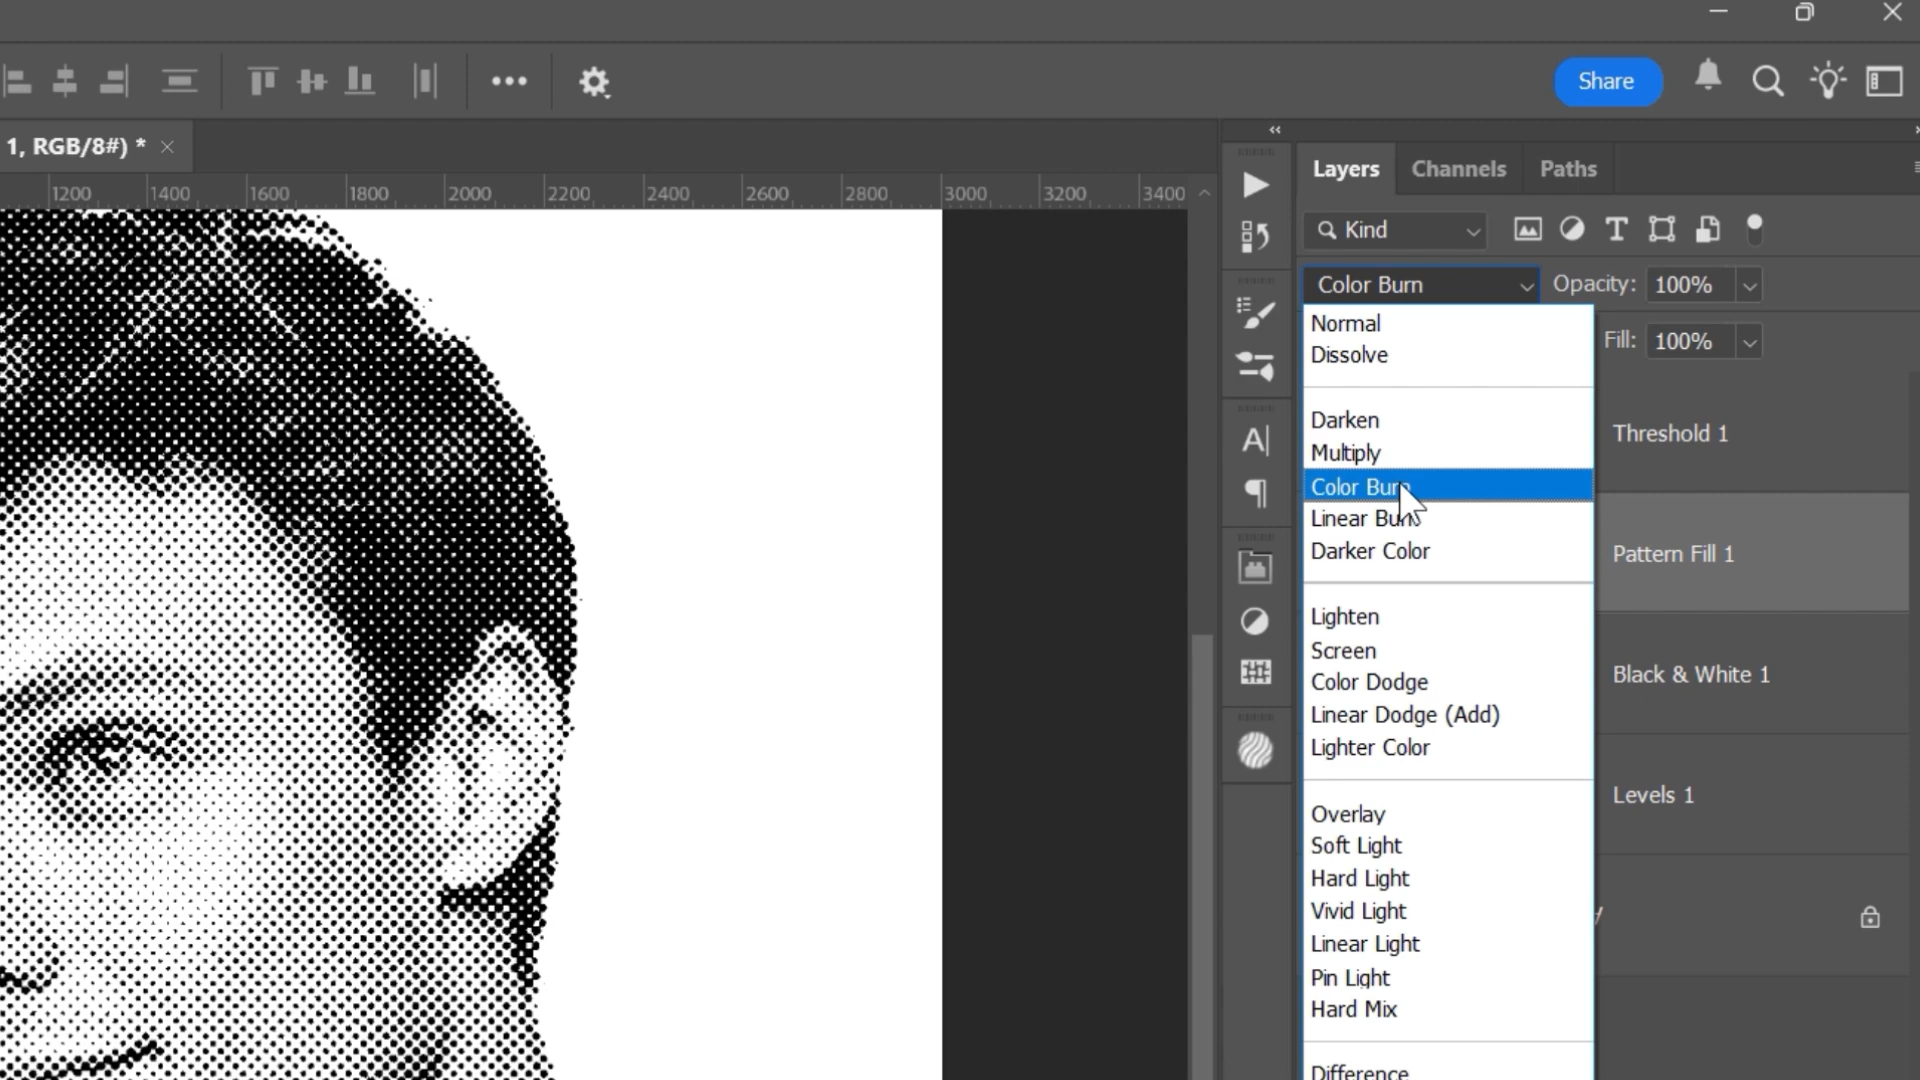 Share
1, RGB/8#) *
1200 1400 1600 1800 2000 2200 2400 2600 2800 3000 3200 3400
Layers Channels Paths
Kind
Color Burn Opacity: 100%
Fill: 100%
Normal
Dissolve
Darken
Multiply
Color Burn
Linear Burn
Darker Color
Lighten
Screen
Color Dodge
Linear Dodge (Add)
Lighter Color
Overlay
Soft Light
Hard Light
Vivid Light
Linear Light
Pin Light
Hard Mix
Difference
Threshold 1
Pattern Fill 1
Black & White 1
Levels 1